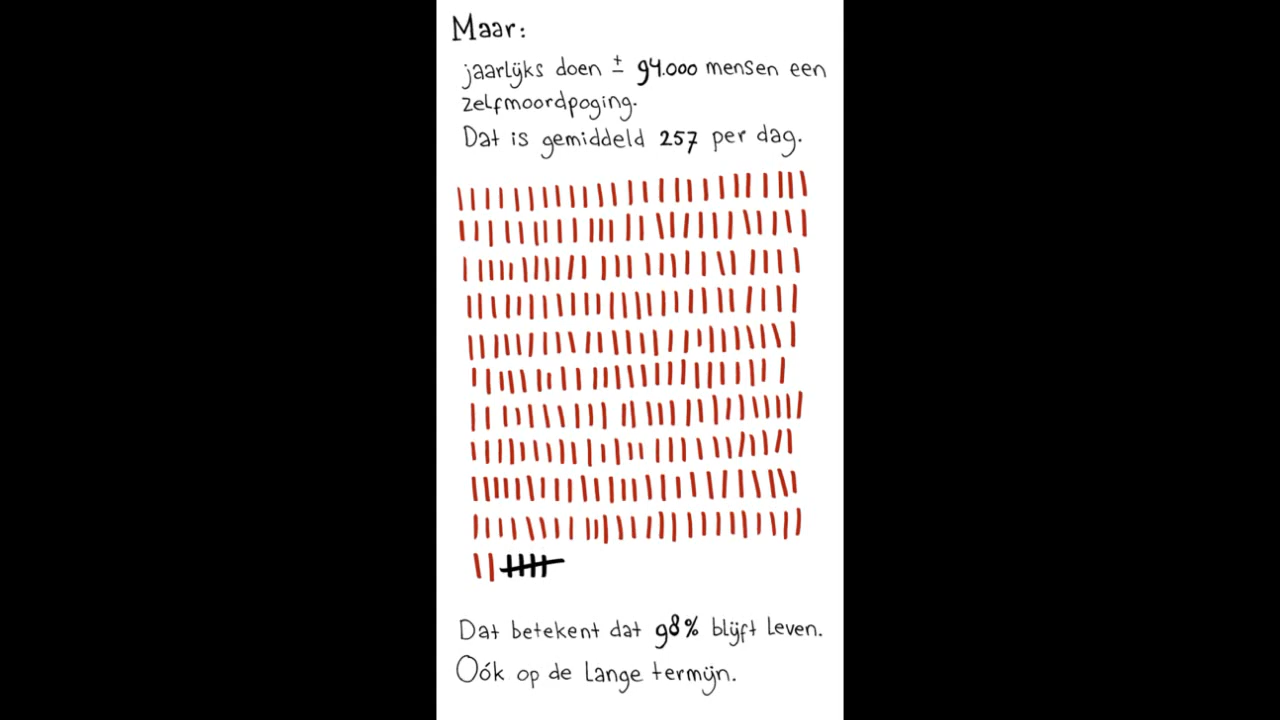 Maar:
jaarlijks doen ± 94.000 mensen een
zelfmoordpoging.
Dat is gemiddeld 257 per dag.
Dat betekent dat 98% blijft leven.
Oók op de lange termijn.